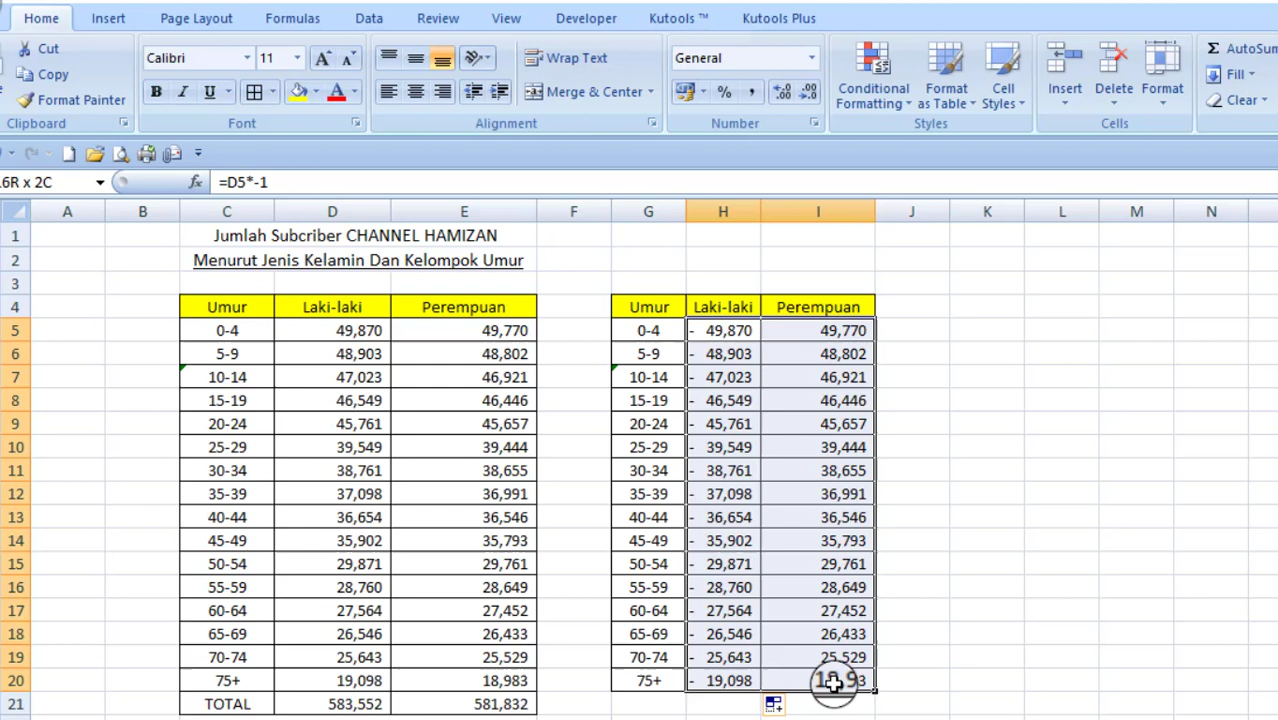 Home Insert Page Layout Formulas Data Review View Developer Kutools ™ Kutools Plus
Cut
Copy
Format Painter
Clipboard
Calibri 11
B I U
Font
Wrap Text
Merge & Center
Alignment
General
Number
Conditional Formatting
Format as Table
Cell Styles
Styles
Insert Delete Format
Cells
Σ AutoSum
Fill
Clear
6R x 2C fx =D5*-1
A B C D E F G H I J K L M N
1 Jumlah Subcriber CHANNEL HAMIZAN
2 Menurut Jenis Kelamin Dan Kelompok Umur
3
4 Umur Laki-laki Perempuan Umur Laki-laki Perempuan
5 0-4 49,870 49,770 0-4 - 49,870 49,770
6 5-9 48,903 48,802 5-9 - 48,903 48,802
7 10-14 47,023 46,921 10-14 - 47,023 46,921
8 15-19 46,549 46,446 15-19 - 46,549 46,446
9 20-24 45,761 45,657 20-24 - 45,761 45,657
10 25-29 39,549 39,444 25-29 - 39,549 39,444
11 30-34 38,761 38,655 30-34 - 38,761 38,655
12 35-39 37,098 36,991 35-39 - 37,098 36,991
13 40-44 36,654 36,546 40-44 - 36,654 36,546
14 45-49 35,902 35,793 45-49 - 35,902 35,793
15 50-54 29,871 29,761 50-54 - 29,871 29,761
16 55-59 28,760 28,649 55-59 - 28,760 28,649
17 60-64 27,564 27,452 60-64 - 27,564 27,452
18 65-69 26,546 26,433 65-69 - 26,546 26,433
19 70-74 25,643 25,529 70-74 - 25,643 25,529
20 75+ 19,098 18,983 75+ - 19,098
21 TOTAL 583,552 581,832